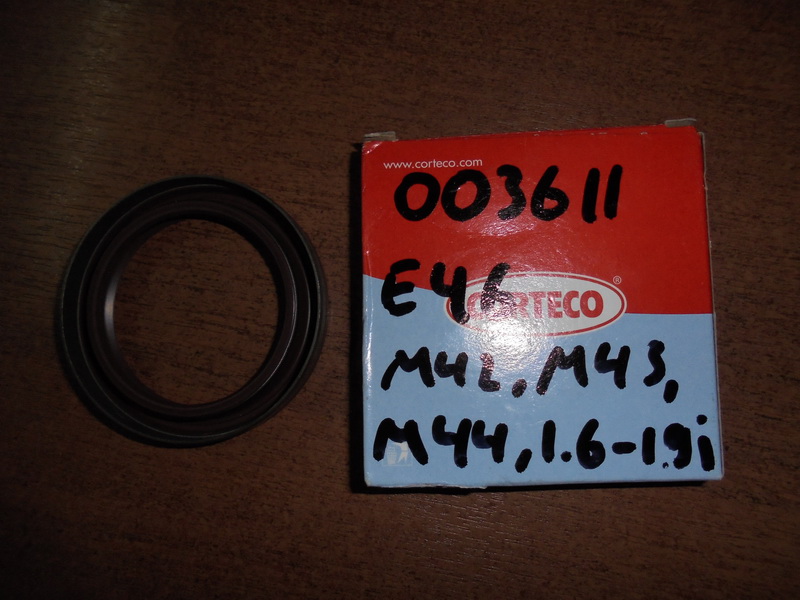 www.corteco.com
003611
E46
CORTECO®
M42, M43,
M44, 1.6-1.9i